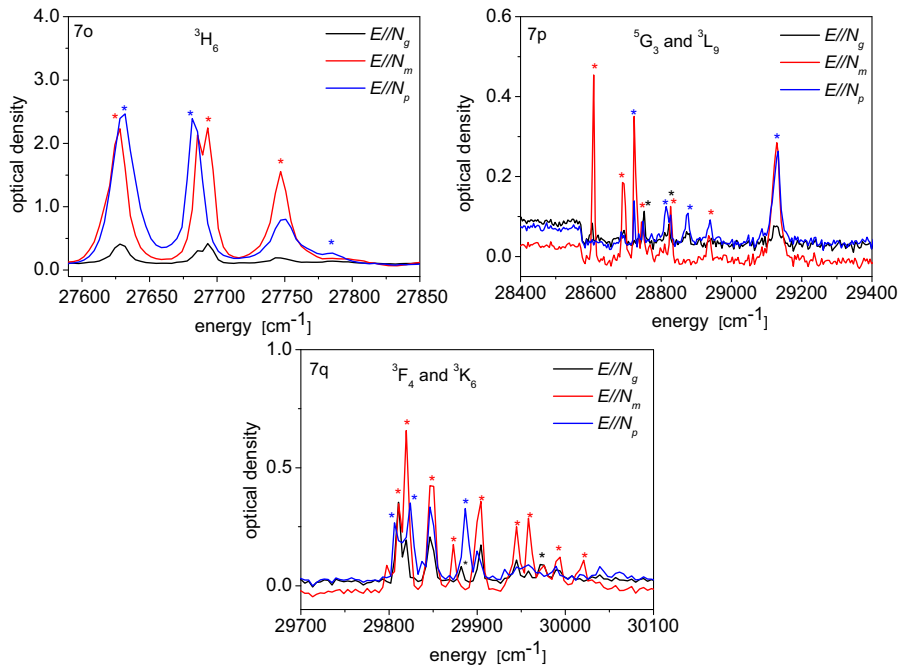 7o
³H₆
E//N_g
E//N_m
E//N_p
4.0
3.0
2.0
1.0
0.0
optical density
27600 27650 27700 27750 27800 27850
energy [cm⁻¹]
7p
⁵G₃ and ³L₉
E//N_g
E//N_m
E//N_p
0.6
0.4
0.2
0.0
optical density
28400 28600 28800 29000 29200 29400
energy [cm⁻¹]
7q
³F₄ and ³K₆
E//N_g
E//N_m
E//N_p
1.0
0.5
0.0
optical density
29700 29800 29900 30000 30100
energy [cm⁻¹]